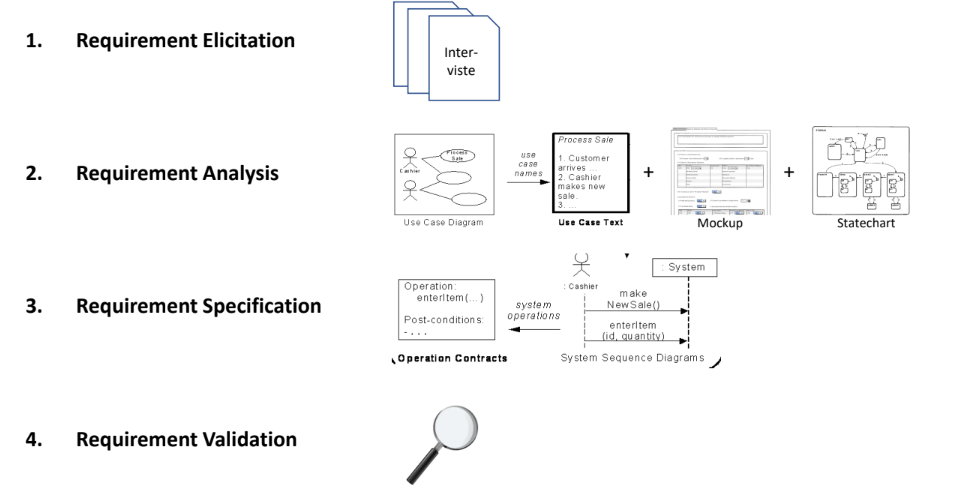 1. Requirement Elicitation
Inter-
viste
2. Requirement Analysis
Process
Sale
Cashier
Use Case Diagram
use
case
names
Process Sale
1. Customer
arrives ...
2. Cashier
makes new
sale.
3. ...
Use Case Text
+
Mockup
+
Statechart
3. Requirement Specification
Operation:
enterItem(...)
Post-conditions:
- . . .
Operation Contracts
system
operations
: Cashier
: System
make
NewSale()
enterItem
(id, quantity)
System Sequence Diagrams
4. Requirement Validation